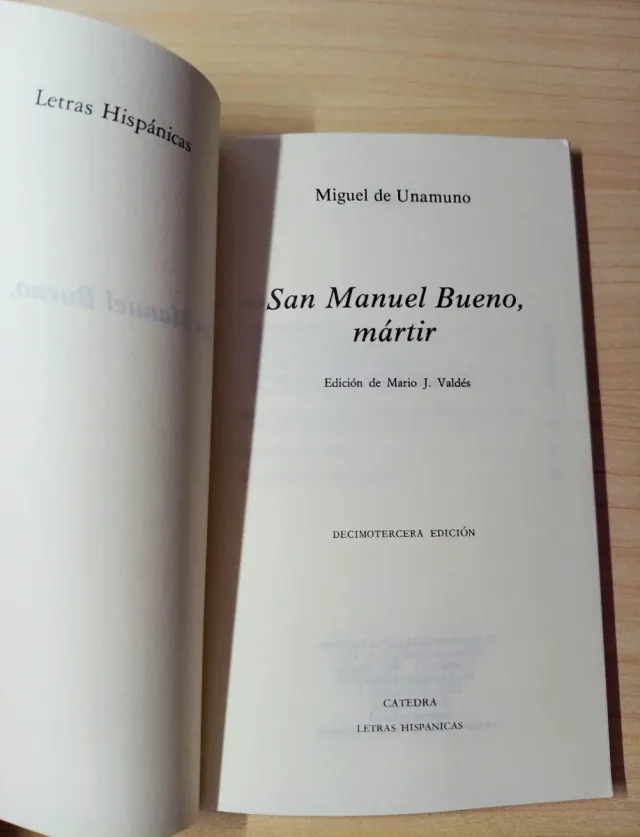 Letras Hispánicas
Miguel de Unamuno
San Manuel Bueno,
mártir
Edición de Mario J. Valdés
DECIMOTERCERA EDICIÓN
CATEDRA
LETRAS HISPANICAS